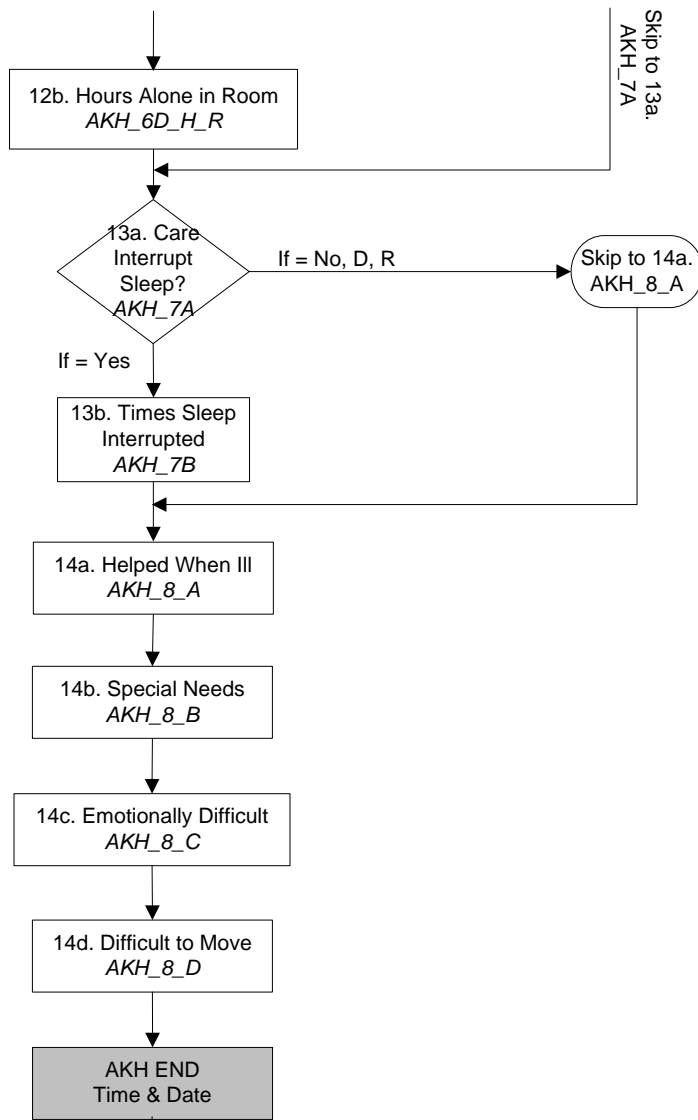 Skip to 13a.
AKH_7A
12b. Hours Alone in Room
AKH_6D_H_R
13a. Care
Interrupt
Sleep?
AKH_7A
If = No, D, R
Skip to 14a.
AKH_8_A
If = Yes
13b. Times Sleep
Interrupted
AKH_7B
14a. Helped When Ill
AKH_8_A
14b. Special Needs
AKH_8_B
14c. Emotionally Difficult
AKH_8_C
14d. Difficult to Move
AKH_8_D
AKH END
Time & Date